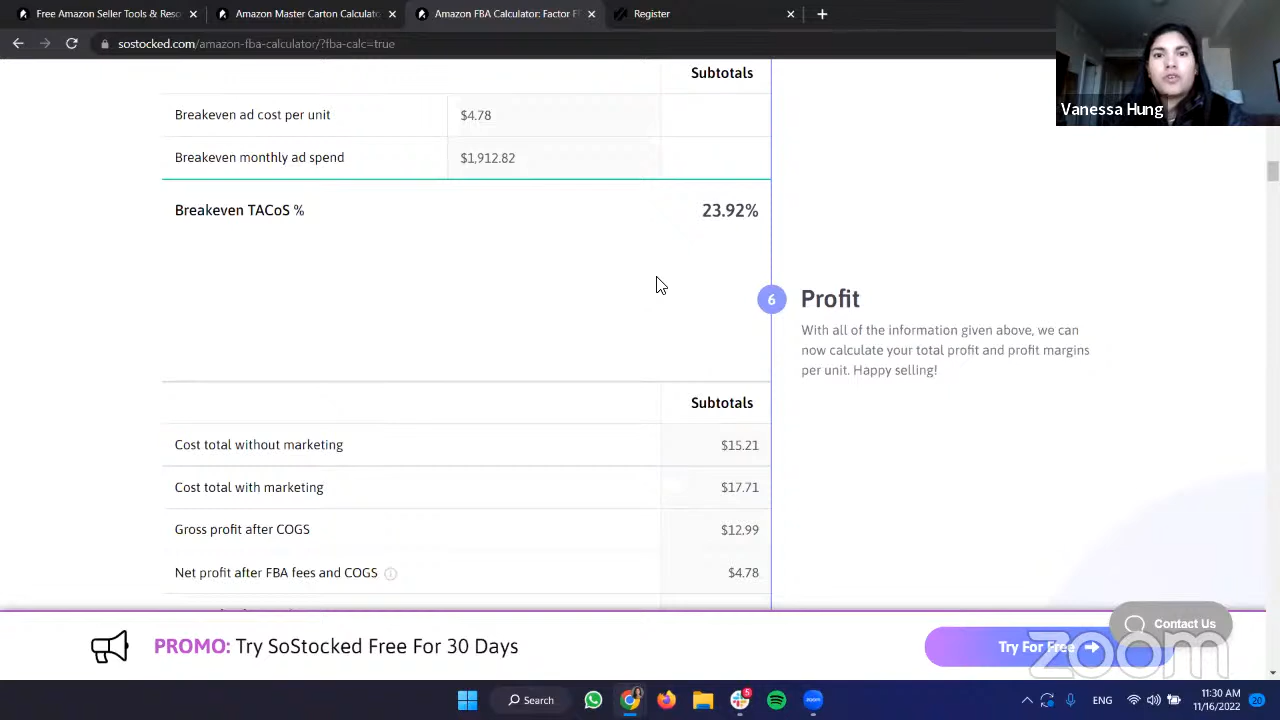 Free Amazon Seller Tools & Reso
Amazon Master Carton Calculato
Amazon FBA Calculator: Factor F
Register
sostocked.com/amazon-fba-calculator/?fba-calc=true
Vanessa Hung
Subtotals
Breakeven ad cost per unit
$4.78
Breakeven monthly ad spend
$1,912.82
Breakeven TACoS %
23.92%
6
Profit
With all of the information given above, we can
now calculate your total profit and profit margins
per unit. Happy selling!
Subtotals
Cost total without marketing
$15.21
Cost total with marketing
$17.71
Gross profit after COGS
$12.99
Net profit after FBA fees and COGS
$4.78
PROMO: Try SoStocked Free For 30 Days
Try For Free
Contact Us
zoom
Search
5
zoom
ENG
11:30 AM
11/16/2022
20